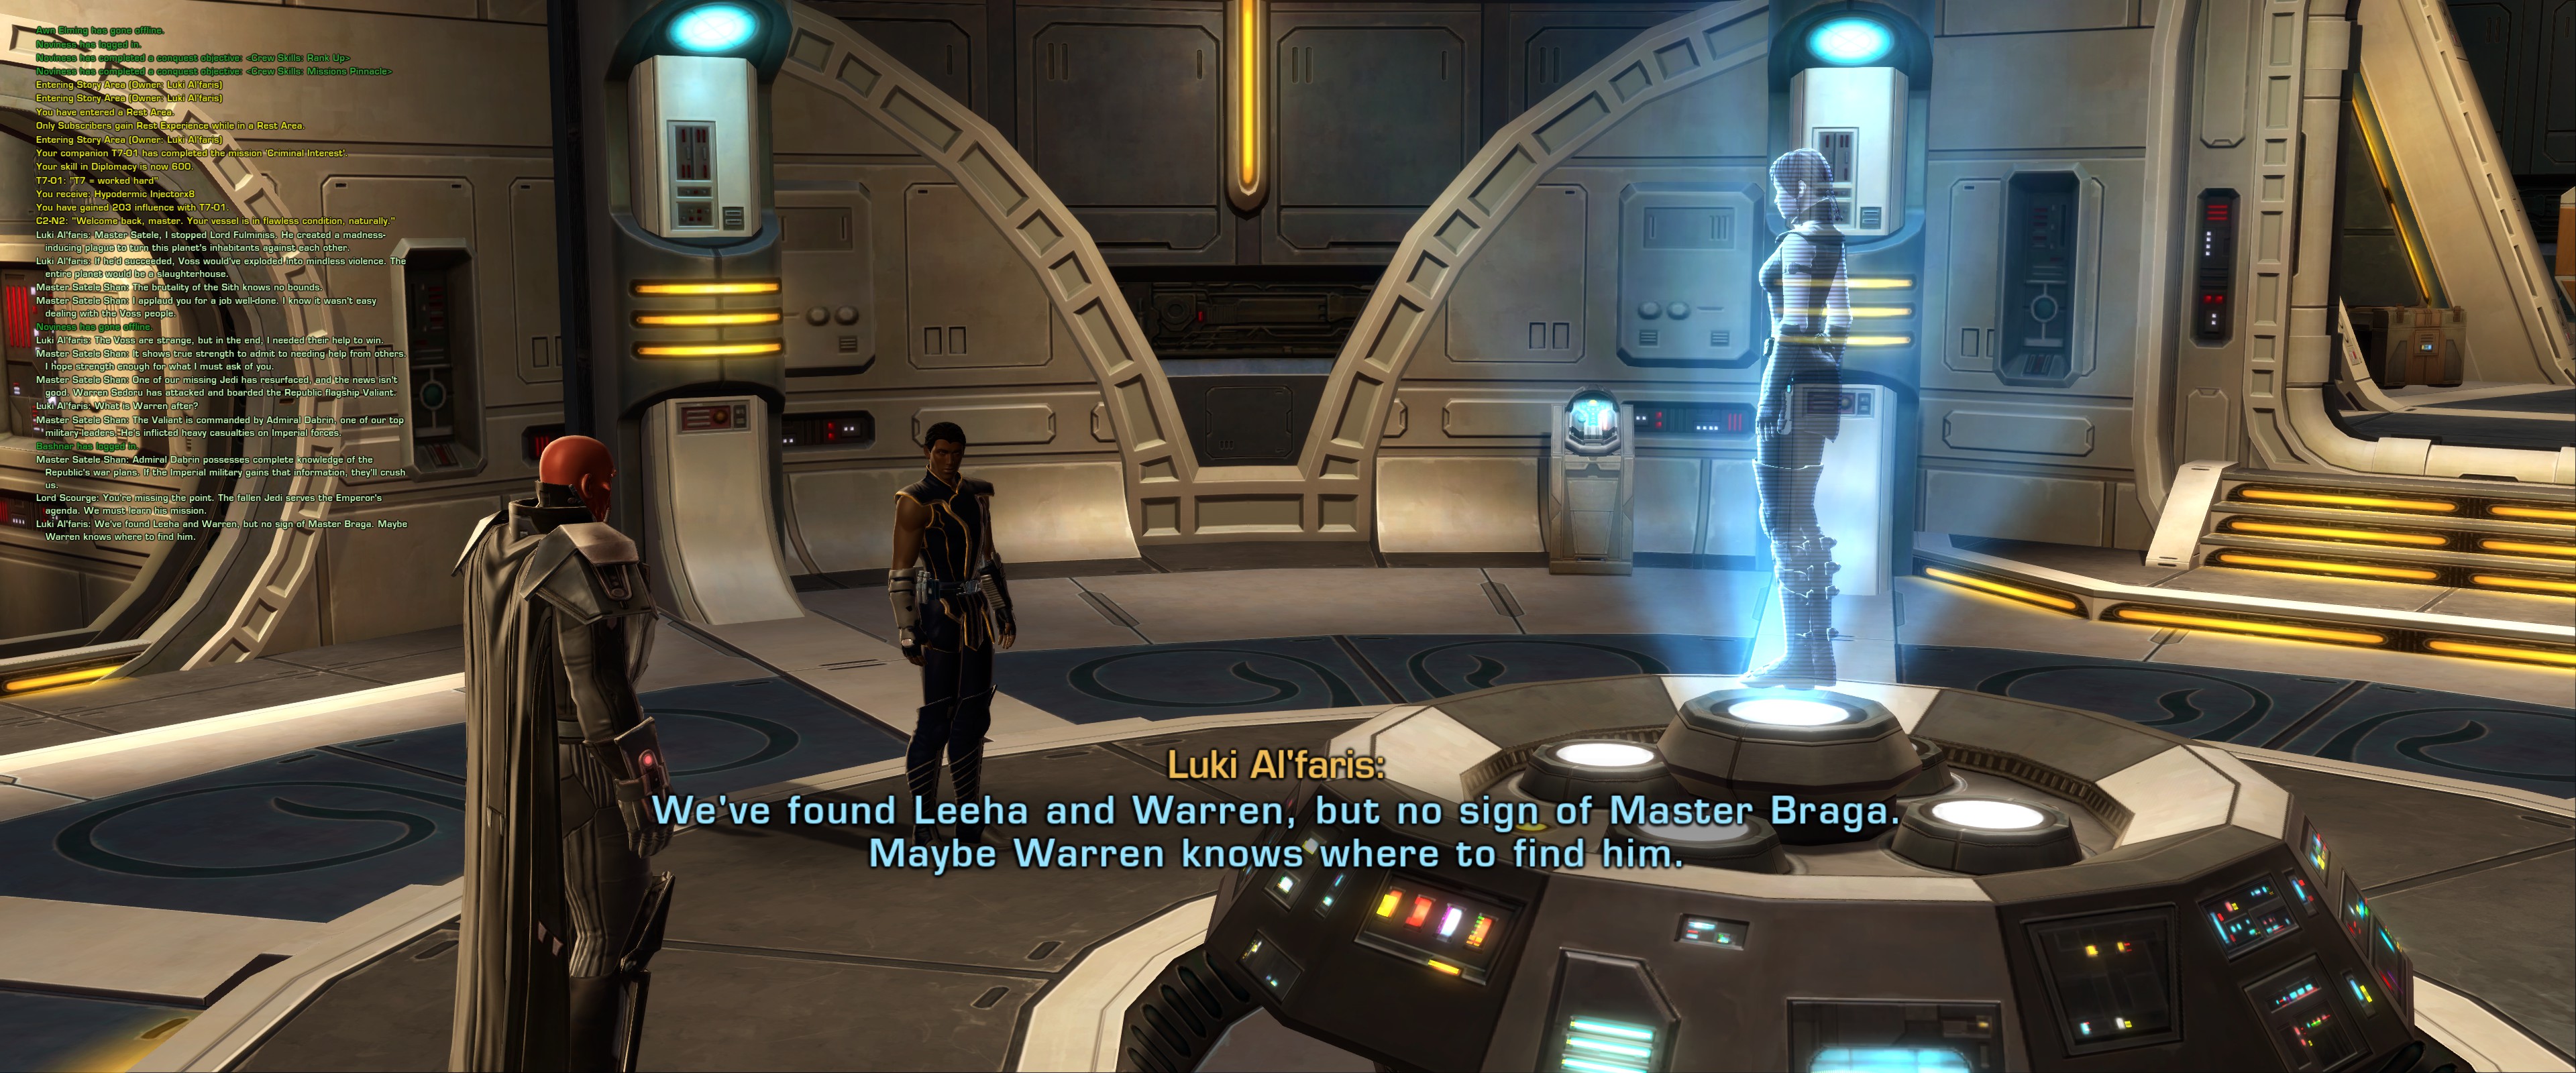 Awn Elming has gone offline.
Noviness has logged in.
Noviness has completed a conquest objective: <Crew Skills: Rank Up>
Noviness has completed a conquest objective: <Crew Skills: Missions Pinnacle>
Entering Story Area (Owner: Luki Al'faris)
Entering Story Area (Owner: Luki Al'faris)
You have entered a Rest Area.
Only Subscribers gain Rest Experience while in a Rest Area.
Entering Story Area (Owner: Luki Al'faris)
Your companion T7-01 has completed the mission 'Criminal Interest'.
Your skill in Diplomacy is now 600.
T7-01: "T7 = worked hard"
You receive: Hypodermic Injectorx8
You have gained 203 influence with T7-01.
C2-N2: "Welcome back, master. Your vessel is in flawless condition, naturally."
Luki Al'faris: Master Satele, I stopped Lord Fulminiss. He created a madness-
inducing plague to turn this planet's inhabitants against each other.
Luki Al'faris: If he'd succeeded, Voss would've exploded into mindless violence. The
entire planet would be a slaughterhouse.
Master Satele Shan: The brutality of the Sith knows no bounds.
Master Satele Shan: I applaud you for a job well-done. I know it wasn't easy
dealing with the Voss people.
Noviness has gone offline.
Luki Al'faris: The Voss are strange, but in the end, I needed their help to win.
Master Satele Shan: It shows true strength to admit to needing help from others.
I hope strength enough for what I must ask of you.
Master Satele Shan: One of our missing Jedi has resurfaced, and the news isn't
good. Warren Sedoru has attacked and boarded the Republic flagship Valiant.
Luki Al'faris: What is Warren after?
Master Satele Shan: The Valiant is commanded by Admiral Dabrin, one of our top
military leaders. He's inflicted heavy casualties on Imperial forces.
Bashnar has logged in.
Master Satele Shan: Admiral Dabrin possesses complete knowledge of the
Republic's war plans. If the Imperial military gains that information, they'll crush
us.
Lord Scourge: You're missing the point. The fallen Jedi serves the Emperor's
agenda. We must learn his mission.
Luki Al'faris: We've found Leeha and Warren, but no sign of Master Braga. Maybe
Warren knows where to find him.
Luki Al'faris:
We've found Leeha and Warren, but no sign of Master Braga.
Maybe Warren knows where to find him.